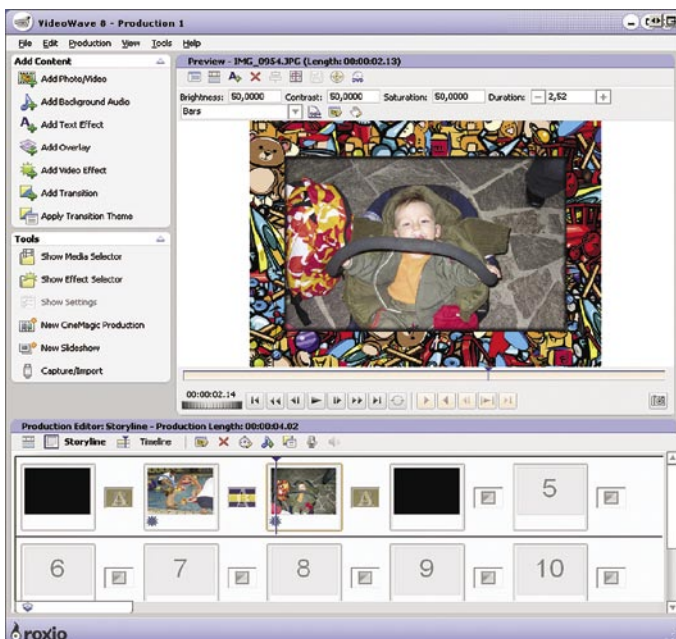 VideoWave 8 - Production 1
File Edit Production View Tools Help
Add Content
Add Photo/Video
Add Background Audio
Add Text Effect
Add Overlay
Add Video Effect
Add Transition
Apply Transition Theme
Tools
Show Media Selector
Show Effect Selector
Show Settings
New CineMagic Production
New Slideshow
Capture/Import
Preview - IMG_0954.JPG (Length: 00:00:02.13)
Brightness: 50,0000 Contrast: 50,0000 Saturation: 50,0000 Duration: - 2,52 +
Bars
00:00:02.14
Production Editor: Storyline - Production Length: 00:00:04.02
Storyline Timeline
A A A 5
6 7 8 9 10
roxio